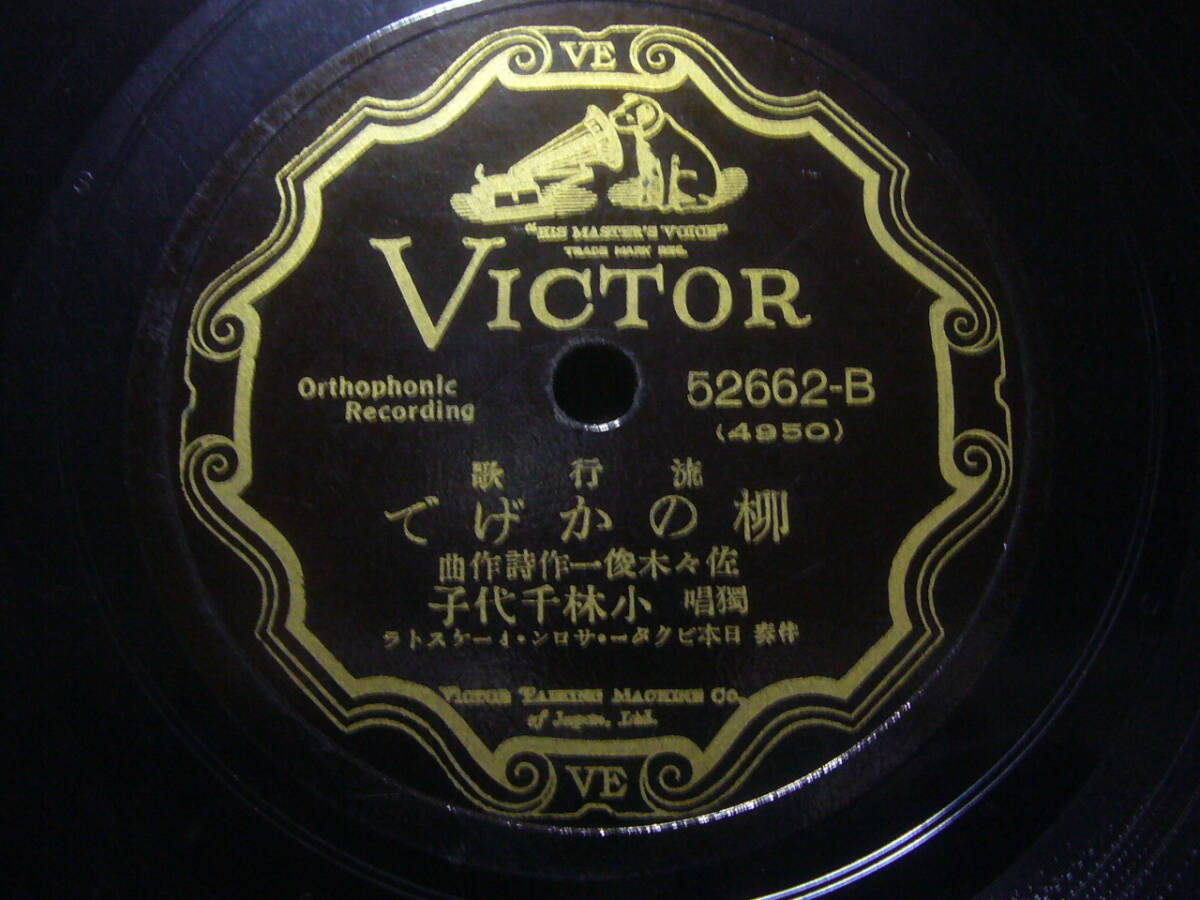 VE
"HIS MASTER'S VOICE"
TRADE MARK REG.
VICTOR
Orthophonic
Recording
52662-B
(4950)
流行歌
柳のかげで
佐々木俊一作詩作曲
獨唱 小林千代子
伴奏 日本ビクター・サロン・オーケストラ
VICTOR TALKING MACHINE CO.
of Japan, Ltd.
VE